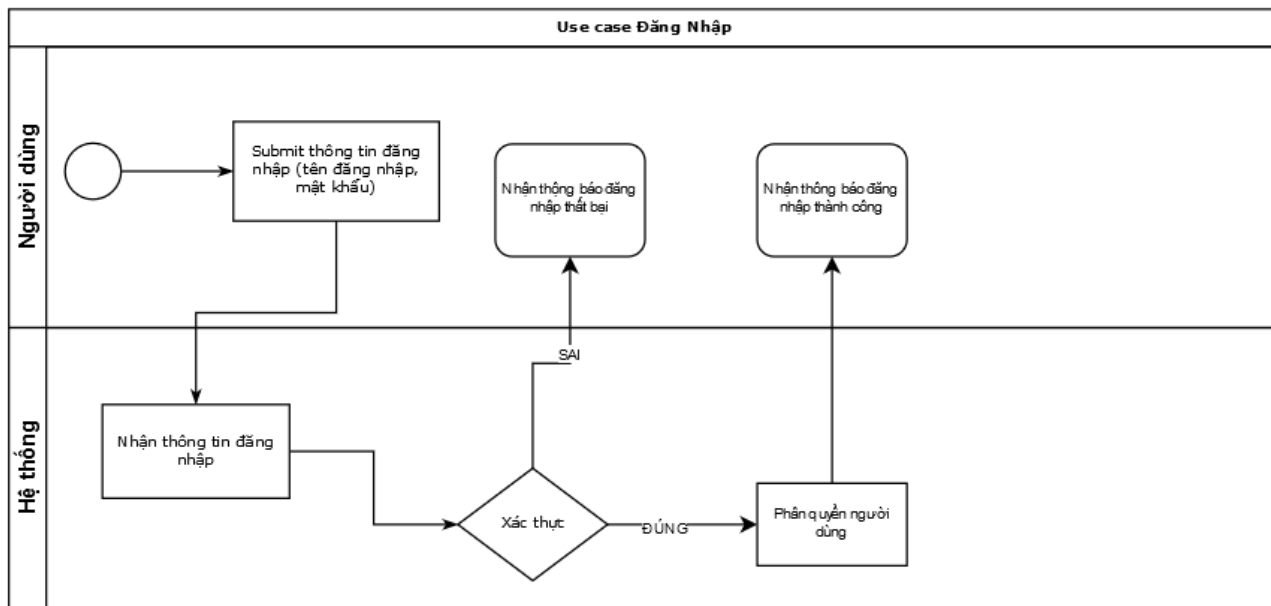 Use case Đăng Nhập
Người dùng
Submit thông tin đăng
nhập (tên đăng nhập,
mật khẩu)
Nhận thông báo đăng
nhập thất bại
Nhận thông báo đăng
nhập thành công
SAI
Hệ thống
Nhận thông tin đăng
nhập
Xác thực
ĐÚNG
Phân quyền người
dùng